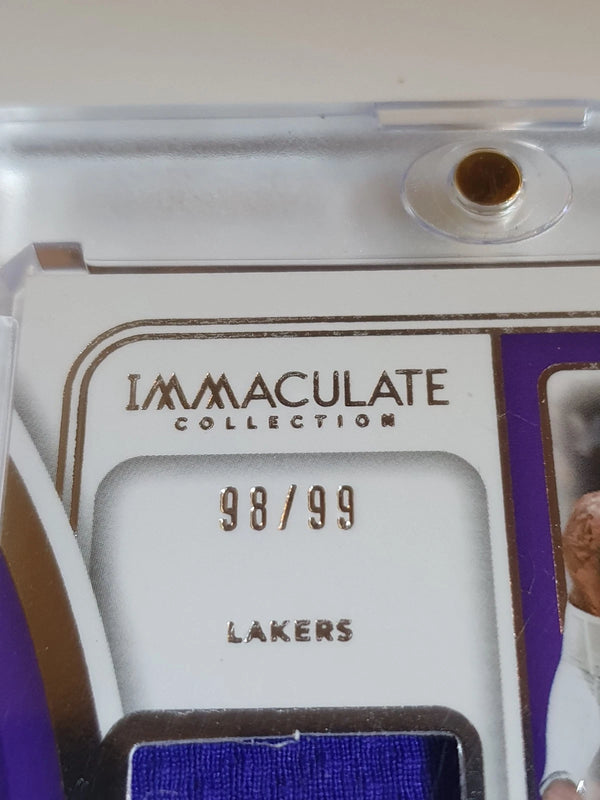 IMMACULATE
COLLECTION
98/99
LAKERS